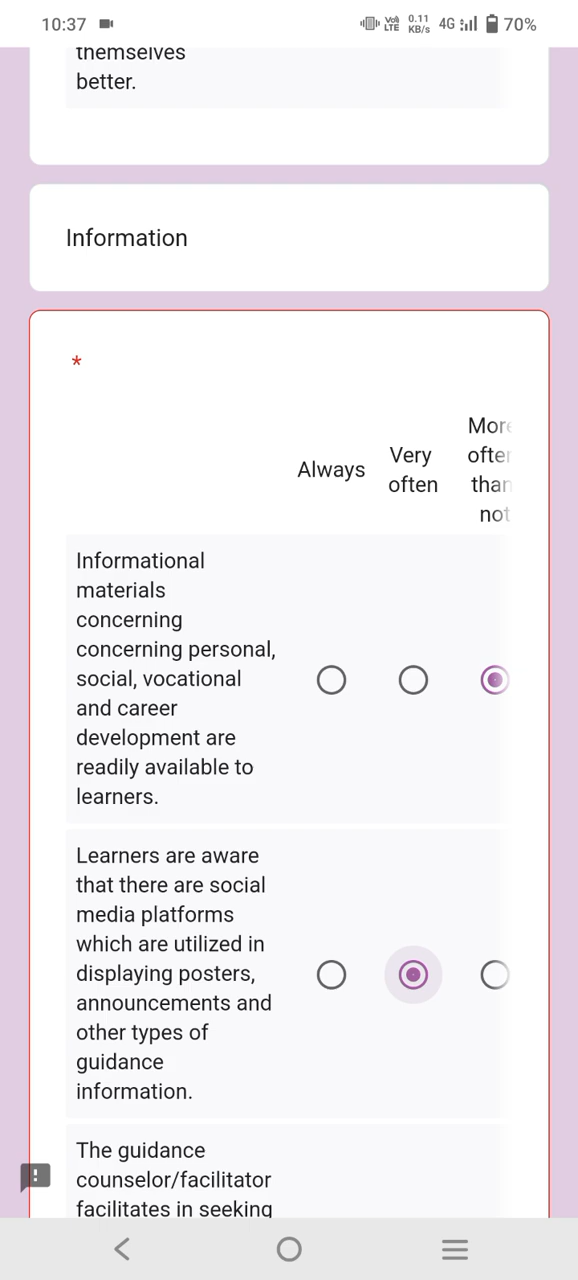 10:37 Vo) LTE 0.11 KB/s 4G 70%
themselves
better.
Information
*
Always
Very
often
More
often
than
not
Informational
materials
concerning
concerning personal,
social, vocational
and career
development are
readily available to
learners.
Learners are aware
that there are social
media platforms
which are utilized in
displaying posters,
announcements and
other types of
guidance
information.
The guidance
counselor/facilitator
facilitates in seeking